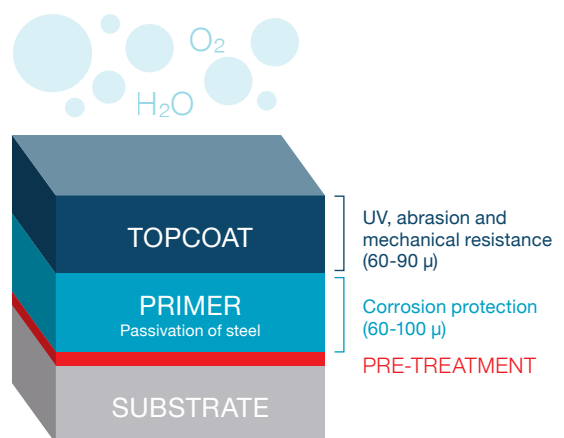 O₂
H₂O
TOPCOAT
UV, abrasion and
mechanical resistance
(60-90 µ)
PRIMER
Passivation of steel
Corrosion protection
(60-100 µ)
PRE-TREATMENT
SUBSTRATE